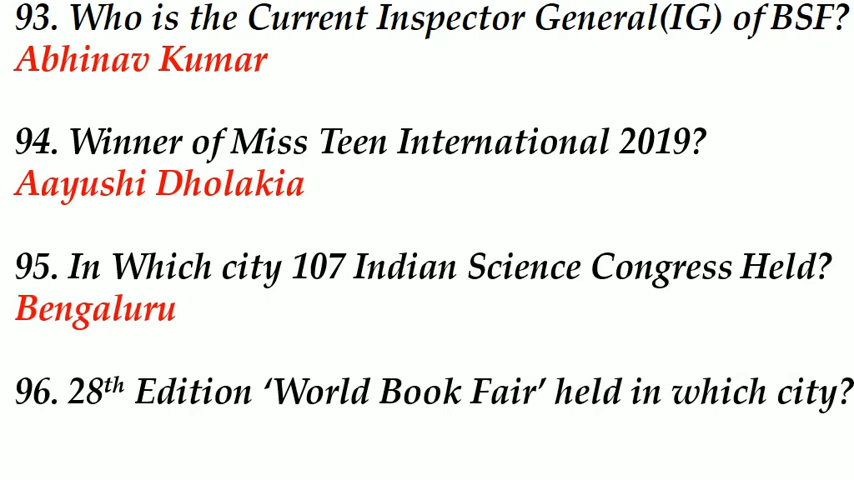 93. Who is the Current Inspector General(IG) of BSF?
Abhinav Kumar
94. Winner of Miss Teen International 2019?
Aayushi Dholakia
95. In Which city 107 Indian Science Congress Held?
Bengaluru
96. 28th Edition ‘World Book Fair’ held in which city?